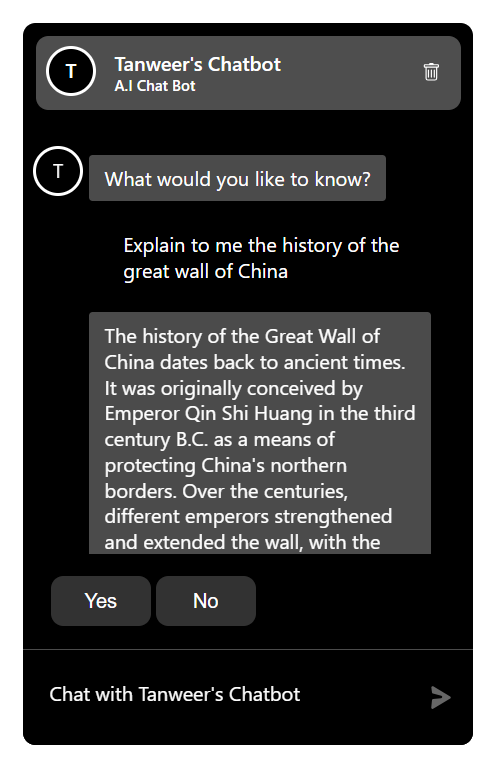 T
Tanweer's Chatbot
A.I Chat Bot
T
What would you like to know?
Explain to me the history of the
great wall of China
The history of the Great Wall of
China dates back to ancient times.
It was originally conceived by
Emperor Qin Shi Huang in the third
century B.C. as a means of
protecting China's northern
borders. Over the centuries,
different emperors strengthened
and extended the wall, with the
Yes
No
Chat with Tanweer's Chatbot